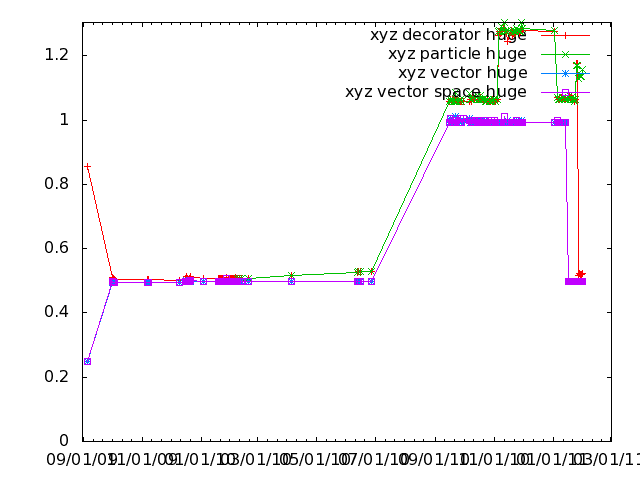 xyz decorator huge
xyz particle huge
xyz vector huge
xyz vector space huge
1.2
1
0.8
0.6
0.4
0.2
0
09/01/09 11/01/09 01/01/10 03/01/10 05/01/10 07/01/10 09/01/10 11/01/10 01/01/11 03/01/11